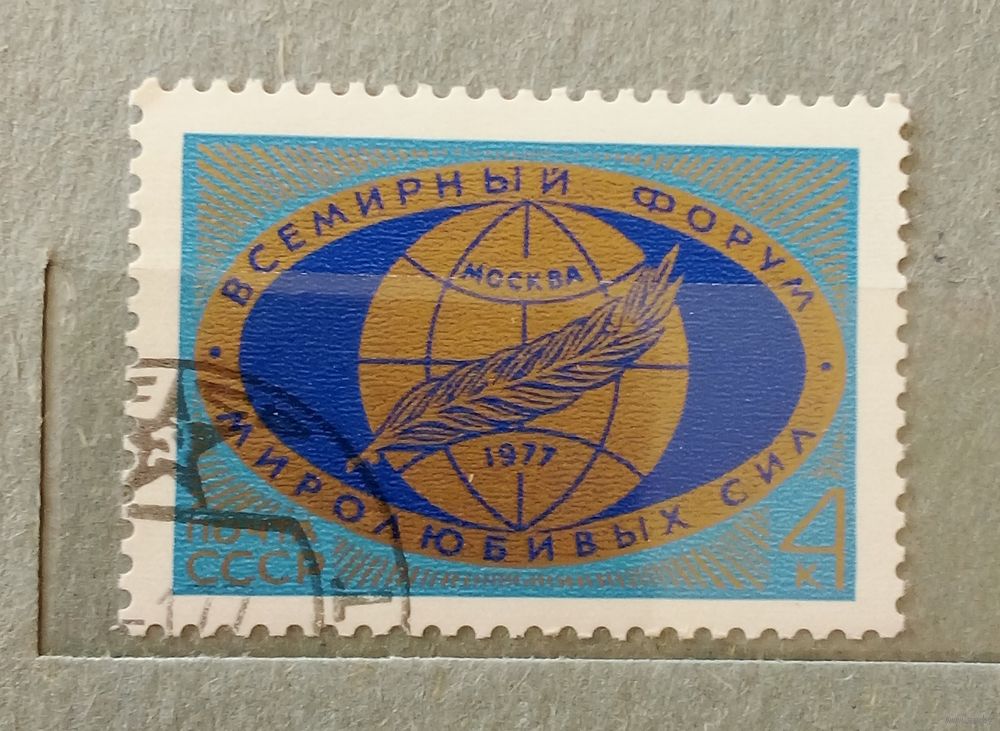 ВСЕМИРНЫЙ ФОРУМ
МОСКВА
1977
МИРОЛЮБИВЫХ СИЛ
ПОЧТА
СССР
4
К